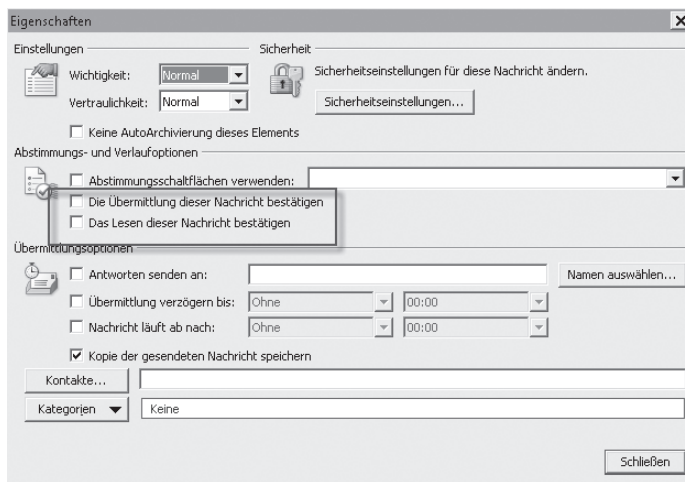 Eigenschaften
Einstellungen
Sicherheit
Wichtigkeit: Normal
Sicherheitseinstellungen für diese Nachricht ändern.
Vertraulichkeit: Normal
Sicherheitseinstellungen...
Keine AutoArchivierung dieses Elements
Abstimmungs- und Verlaufoptionen
Abstimmungsschaltflächen verwenden:
Die Übermittlung dieser Nachricht bestätigen
Das Lesen dieser Nachricht bestätigen
Übermittlungsoptionen
Antworten senden an:
Namen auswählen...
Übermittlung verzögern bis: Ohne 00:00
Nachricht läuft ab nach: Ohne 00:00
Kopie der gesendeten Nachricht speichern
Kontakte...
Kategorien Keine
Schließen